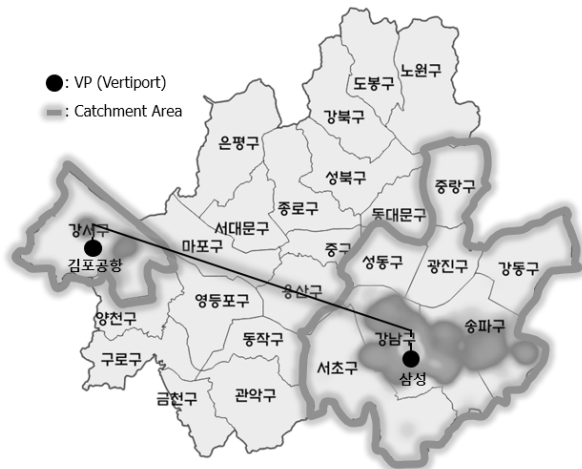 노원구
도봉구
: VP (Vertiport)
: Catchment Area
강북구
은평구
성북구
중랑구
종로구
동대문구
서대문구
강서구
마포구
중구
성동구
광진구
강동구
김포공항
용산구
영등포구
양천구
송파구
동작구
강남구
구로구
서초구
삼성
금천구
관악구